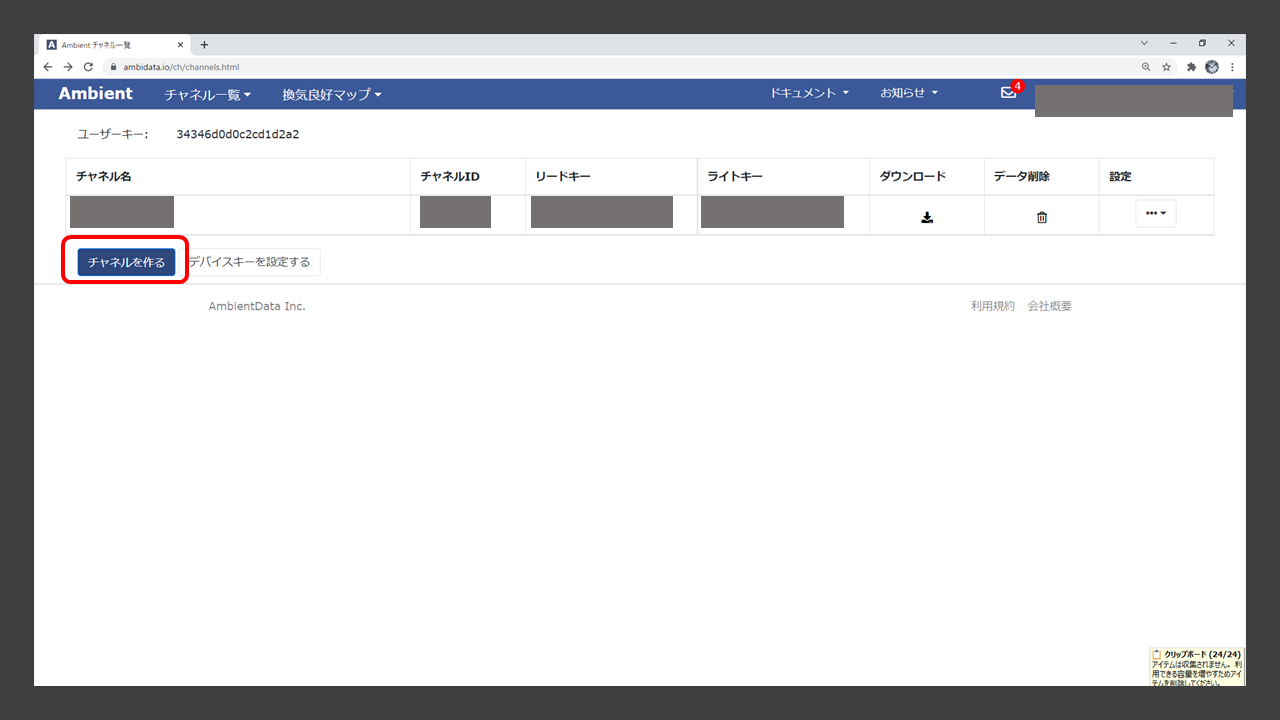 Ambient チャネル一覧
ambidata.io/ch/channels.html
Ambient チャネル一覧 換気良好マップ ドキュメント お知らせ 4
ユーザーキー: 34346d0d0c2cd1d2a2
チャネル名 チャネルID リードキー ライトキー ダウンロード データ削除 設定
チャネルを作る デバイスキーを設定する
AmbientData Inc. 利用規約 会社概要
クリップボード (24/24)
アイテムは収集されません。利
用できる容量を増やすためアイ
テムを削除してください。